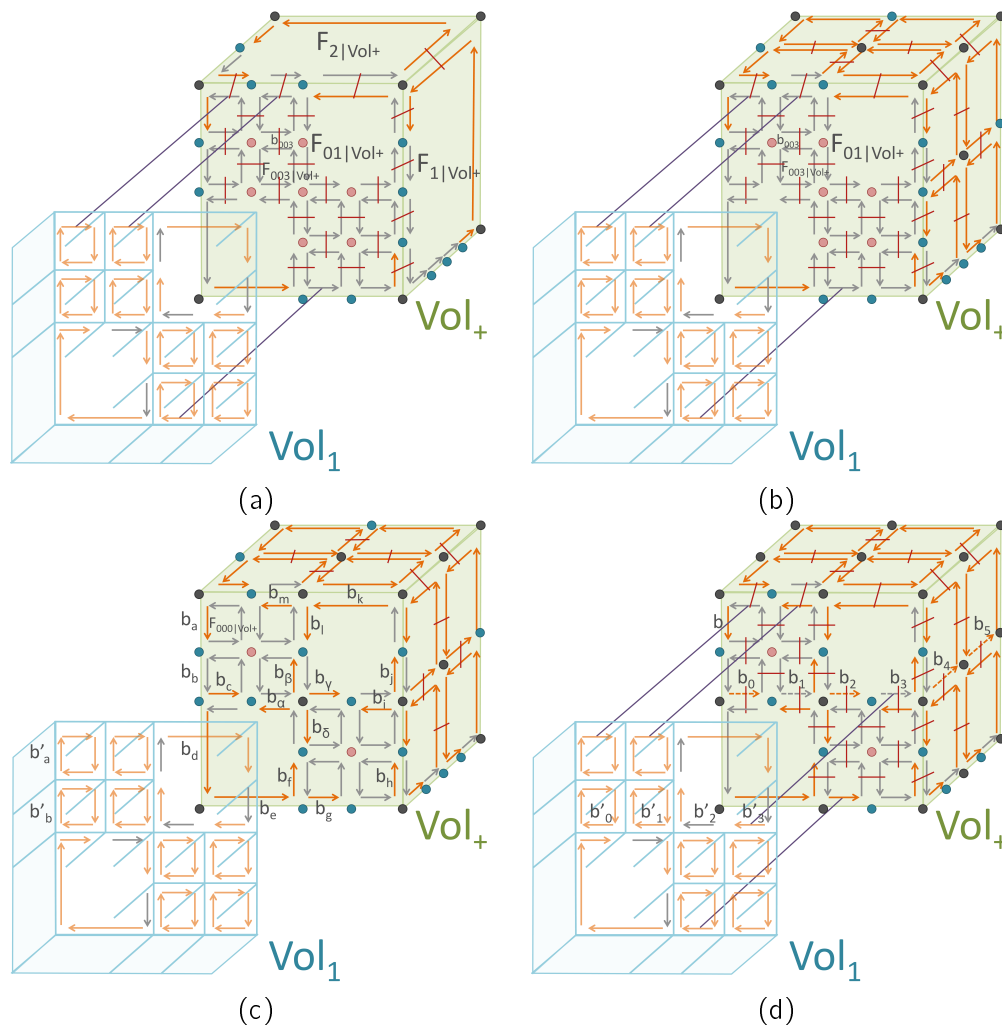 F2|Vol+
b003
F01|Vol+
F003|Vol+
F1|Vol+
Vol+
Vol1
(a)
b003
F01|Vol+
F003|Vol+
Vol+
Vol1
(b)
bm
bk
ba
F000|Vol+
bl
bb
bc
bβ
bγ
bj
bα
bi
b'a
bd
bδ
b'b
bf
bh
be
bg
Vol+
Vol1
(c)
b
b5
b0
b1
b2
b3
b4
b'0
b'1
b'2
b'3
Vol+
Vol1
(d)